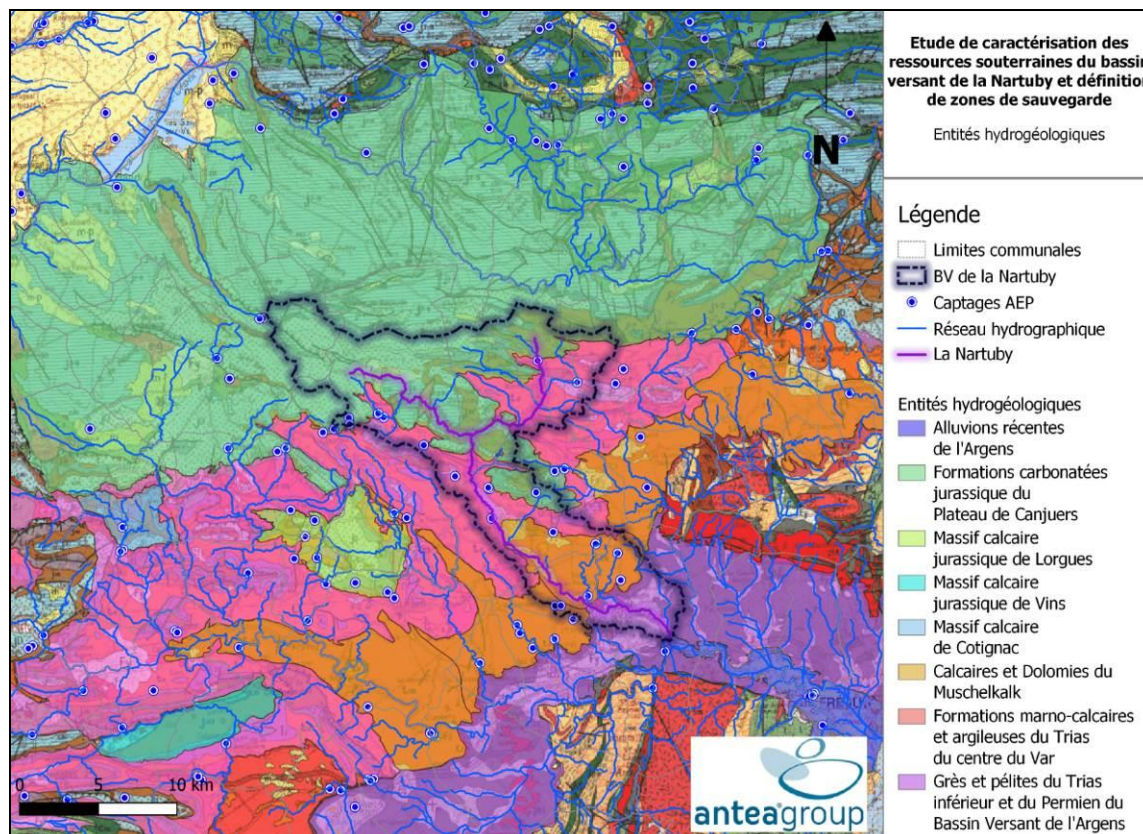 Etude de caractérisation des
ressources souterraines du bassin
versant de la Nartuby et définition
de zones de sauvegarde
Entités hydrogéologiques
N
Légende
Limites communales
BV de la Nartuby
Captages AEP
Réseau hydrographique
La Nartuby
Entités hydrogéologiques
Alluvions récentes
de l'Argens
Formations carbonatées
jurassique du
Plateau de Canjuers
Massif calcaire
jurassique de Lorgues
Massif calcaire
jurassique de Vins
Massif calcaire
de Cotignac
Calcaires et Dolomies du
Muschelkalk
Formations marno-calcaires
et argileuses du Trias
du centre du Var
Grès et pélites du Trias
inférieur et du Permien du
Bassin Versant de l'Argens
0 5 10 km
anteagroup